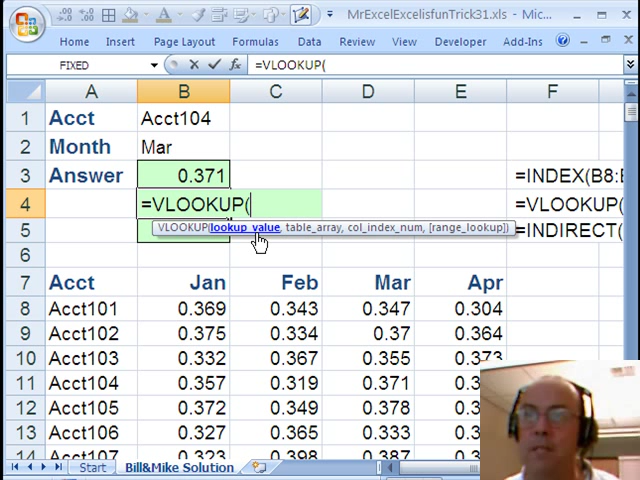 MrExcelExcelisfunTrick31.xls - Mic...
Home Insert Formulas Data Review View Developer Add-Ins
FIXED =VLOOKUP(
A B C D E F
1 Acct Acct104
2 Month Mar
3 Answer 0.371 =INDEX(B8:E
4 =VLOOKUP( =VLOOKUP(
VLOOKUP(lookup_value, table_array, col_index_num, [range_lookup])
5 =INDIRECT(
6
7 Acct Jan Feb Mar Apr
8 Acct101 0.369 0.343 0.347 0.304
9 Acct102 0.375 0.334 0.37 0.364
10 Acct103 0.332 0.367 0.355 0.373
11 Acct104 0.357 0.319 0.371
12 Acct105 0.372 0.349 0.378
13 Acct106 0.327 0.365 0.333
14 Acct107 0.323 0.398 0.387
Start Bill&Mike Solution